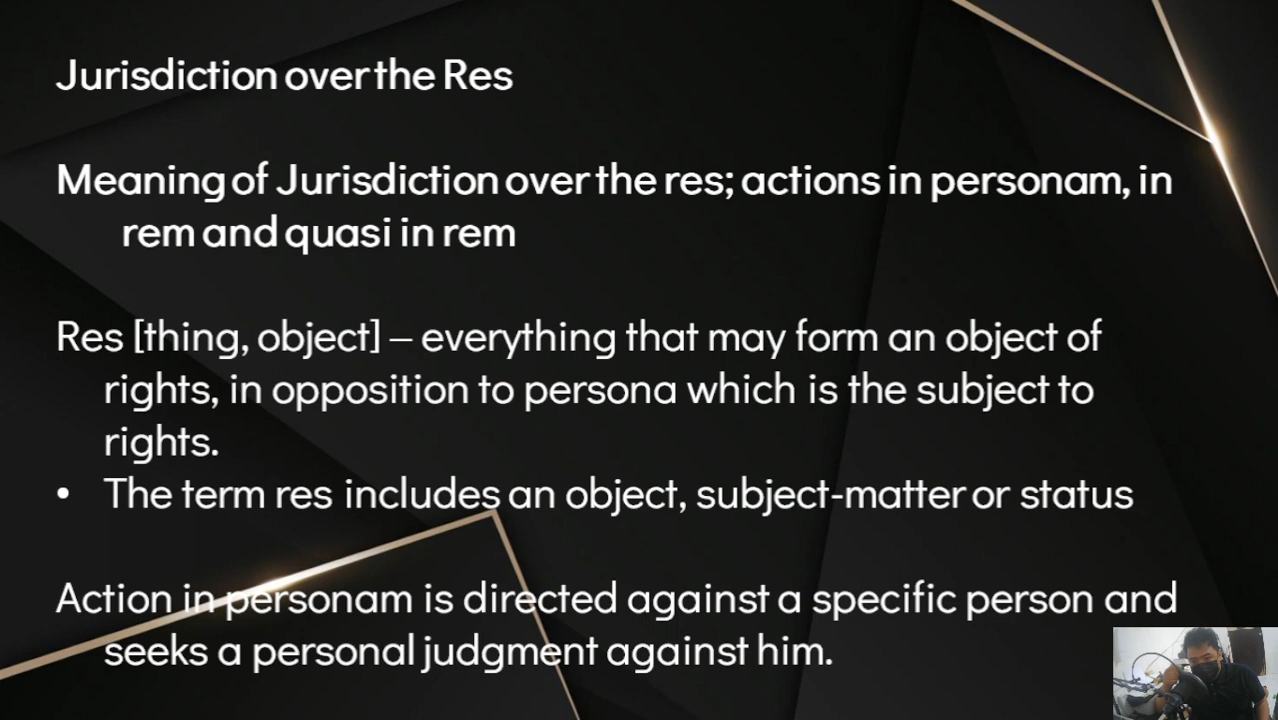 Jurisdiction over the Res
Meaning of Jurisdiction over the res; actions in personam, in
rem and quasi in rem
Res [thing, object] – everything that may form an object of
rights, in opposition to persona which is the subject to
rights.
• The term res includes an object, subject-matter or status
Action in personam is directed against a specific person and
seeks a personal judgment against him.